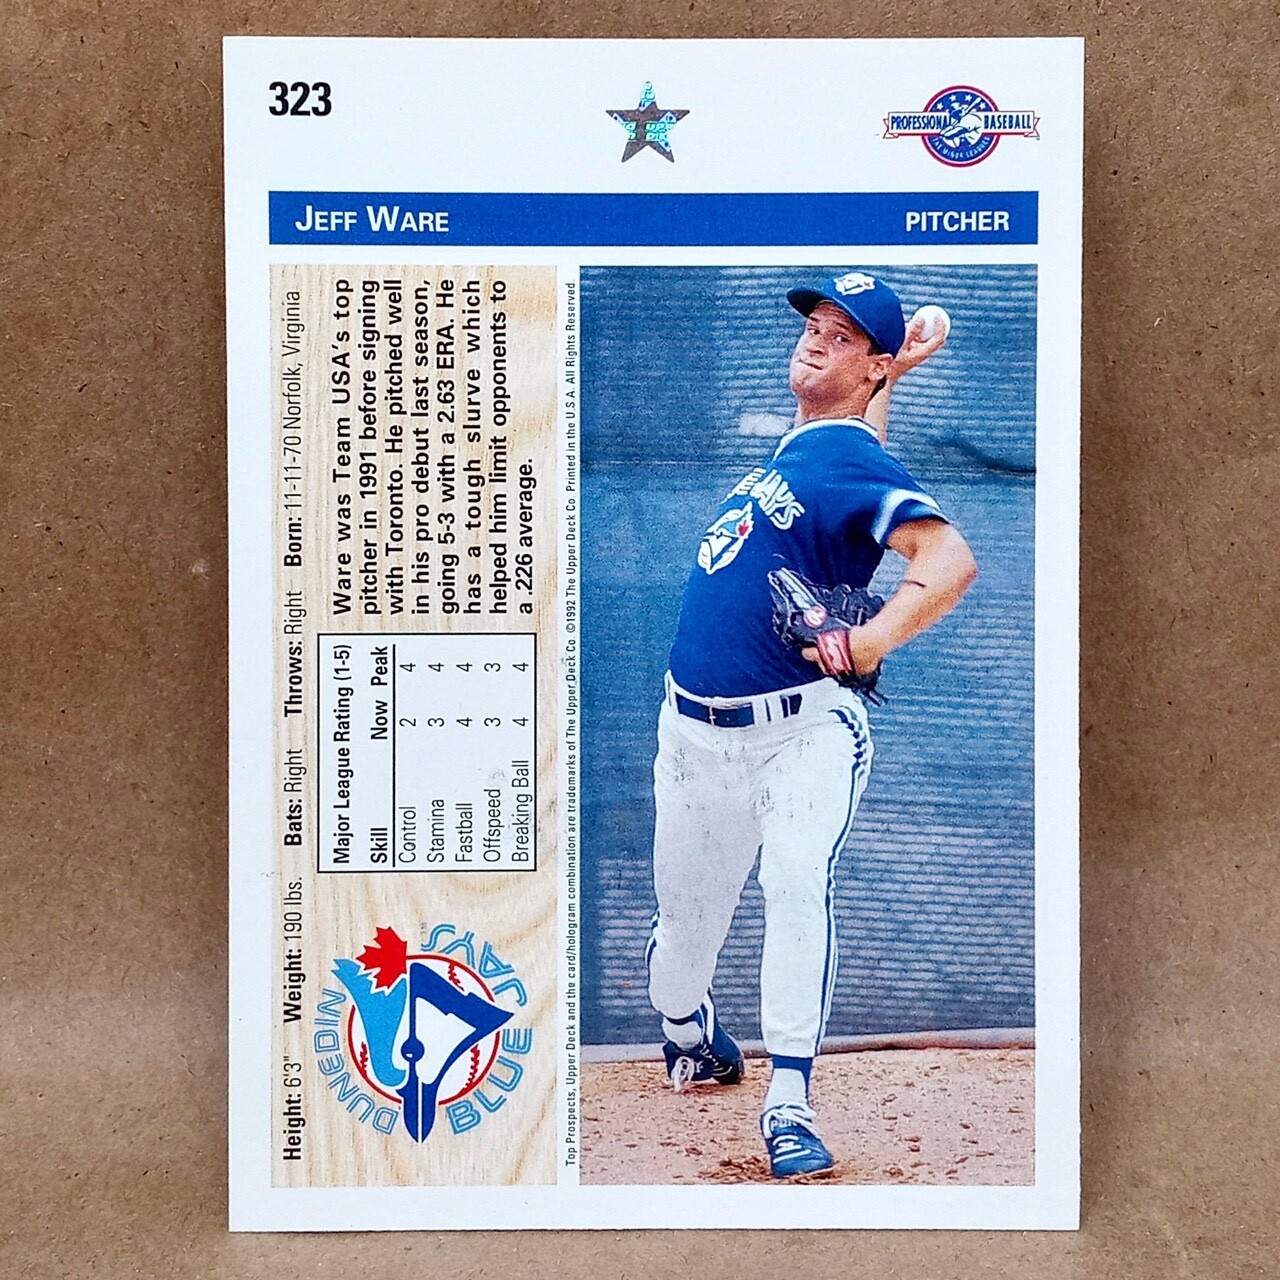 323
PROFESSIONAL BASEBALL
THE MINOR LEAGUES
JEFF WARE
PITCHER
Height: 6'3" Weight: 190 lbs. Bats: Right Throws: Right Born: 11-11-70 Norfolk, Virginia
DUNEDIN
BLUE JAYS™
Major League Rating (1-5)
Skill Now Peak
Control 2 4
Stamina 3 4
Fastball 4 4
Offspeed 3 3
Breaking Ball 4 4
Ware was Team USA's top
pitcher in 1991 before signing
with Toronto. He pitched well
in his pro debut last season,
going 5-3 with a 2.63 ERA. He
has a tough slurve which
helped him limit opponents to
a .226 average.
Top Prospects, Upper Deck and the card/hologram combination are trademarks of The Upper Deck Co. ©1992 The Upper Deck Co. Printed in the U.S.A. All Rights Reserved.
JAYS